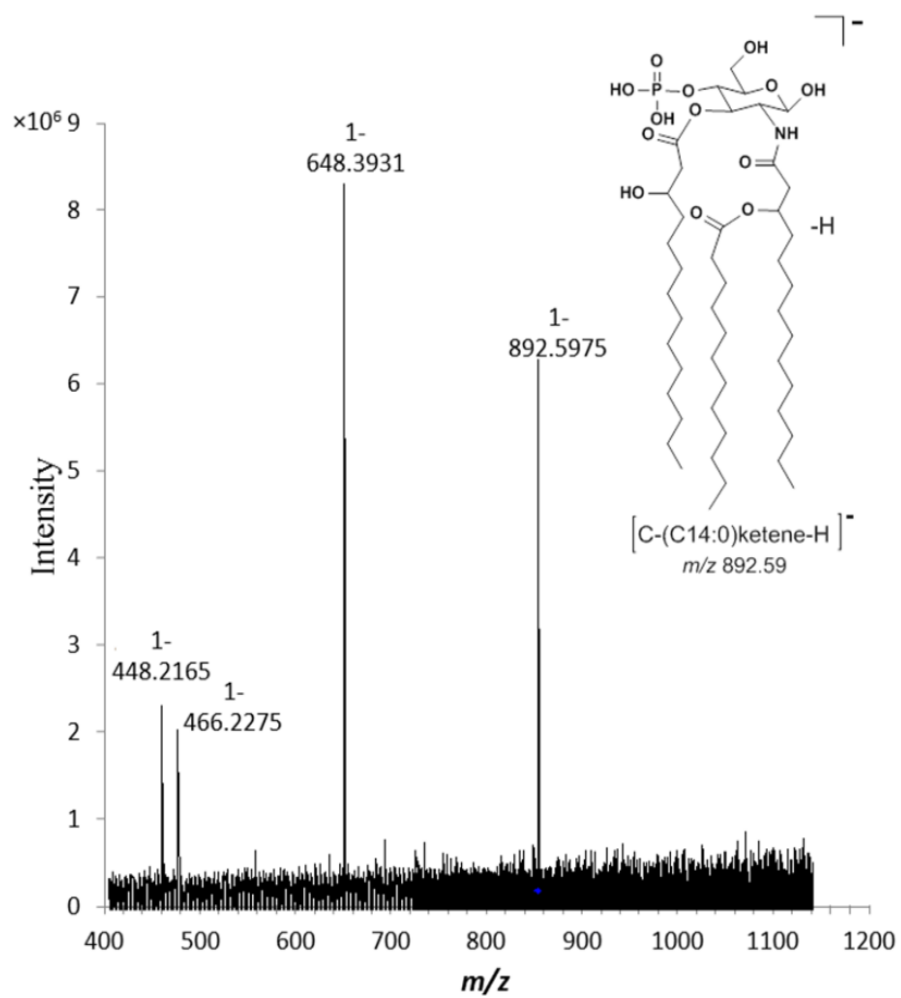 ×10⁶ 9
8
7
6
5
4
3
2
1
0
400 500 600 700 800 900 1000 1100 1200
Intensity
m/z
1-
448.2165
1-
466.2275
1-
648.3931
1-
892.5975
OH
O
HO P O O OH
OH O NH
O O
HO O O
-H
[C-(C14:0)ketene-H]⁻
m/z 892.59